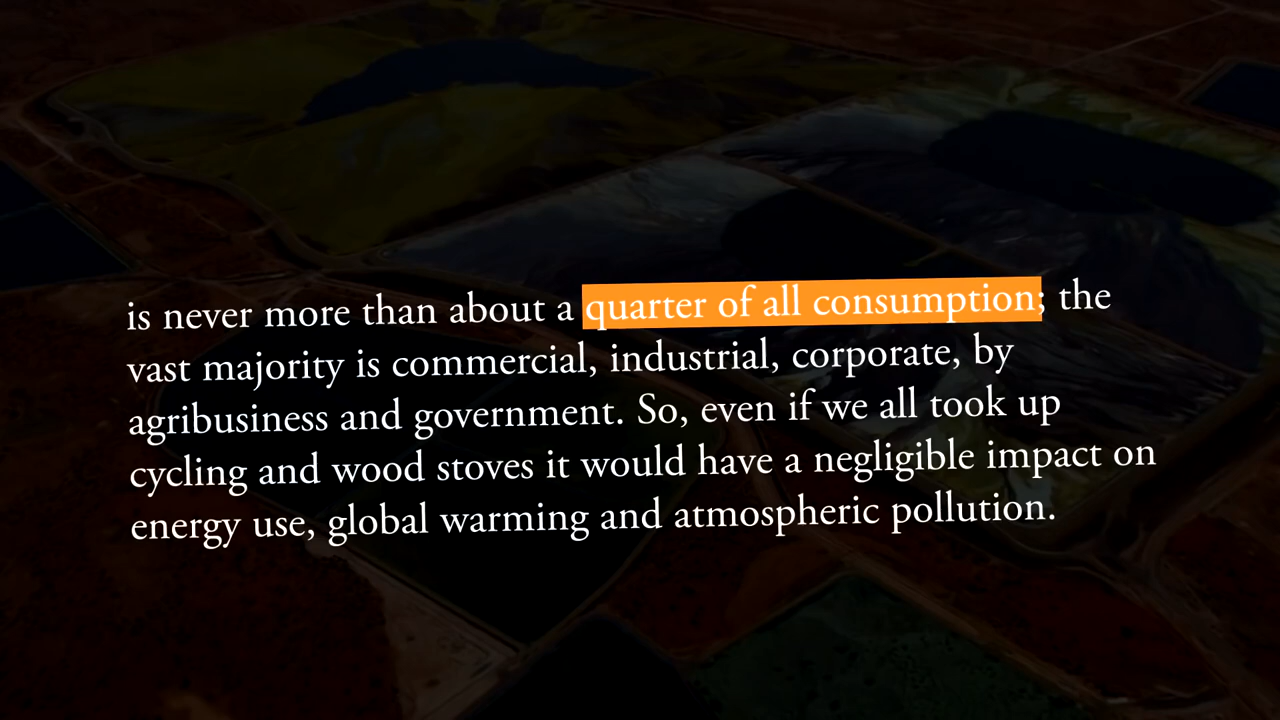 is never more than about a quarter of all consumption; the
vast majority is commercial, industrial, corporate, by
agribusiness and government. So, even if we all took up
cycling and wood stoves it would have a negligible impact on
energy use, global warming and atmospheric pollution.